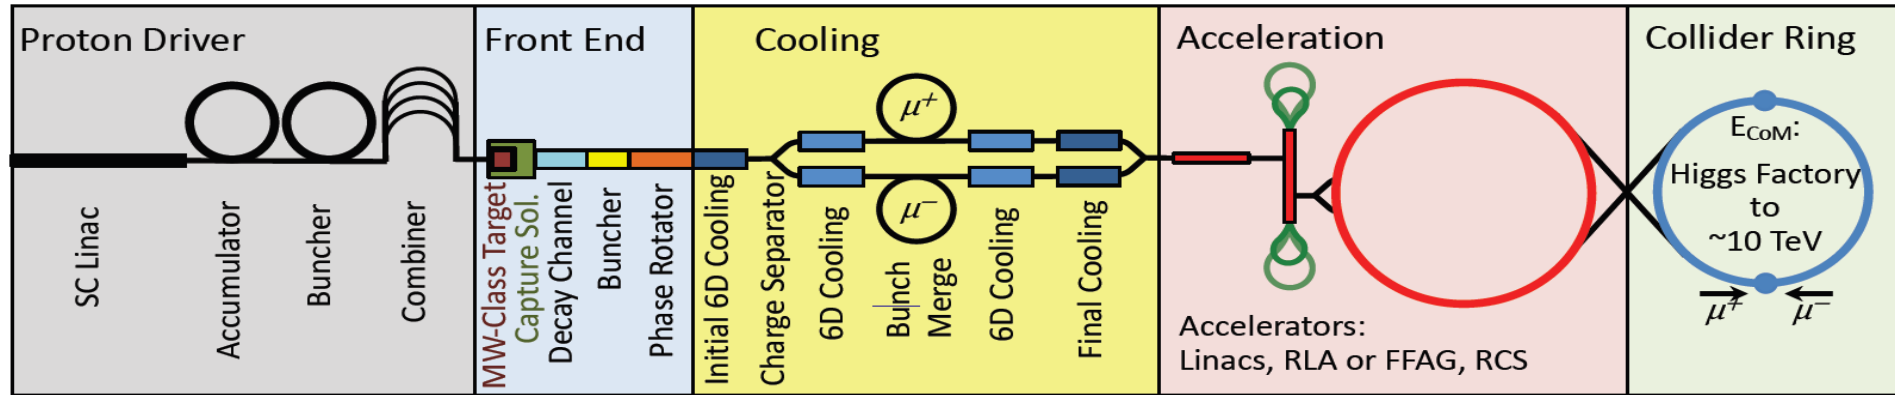 Proton Driver
SC Linac
Accumulator
Buncher
Combiner
Front End
MW-Class Target
Capture Sol.
Decay Channel
Buncher
Phase Rotator
Cooling
Initial 6D Cooling
Charge Separator
μ+
μ−
6D Cooling
Bunch
Merge
6D Cooling
Final Cooling
Acceleration
Accelerators:
Linacs, RLA or FFAG, RCS
Collider Ring
ECoM:
Higgs Factory
to
~10 TeV
μ+ μ−